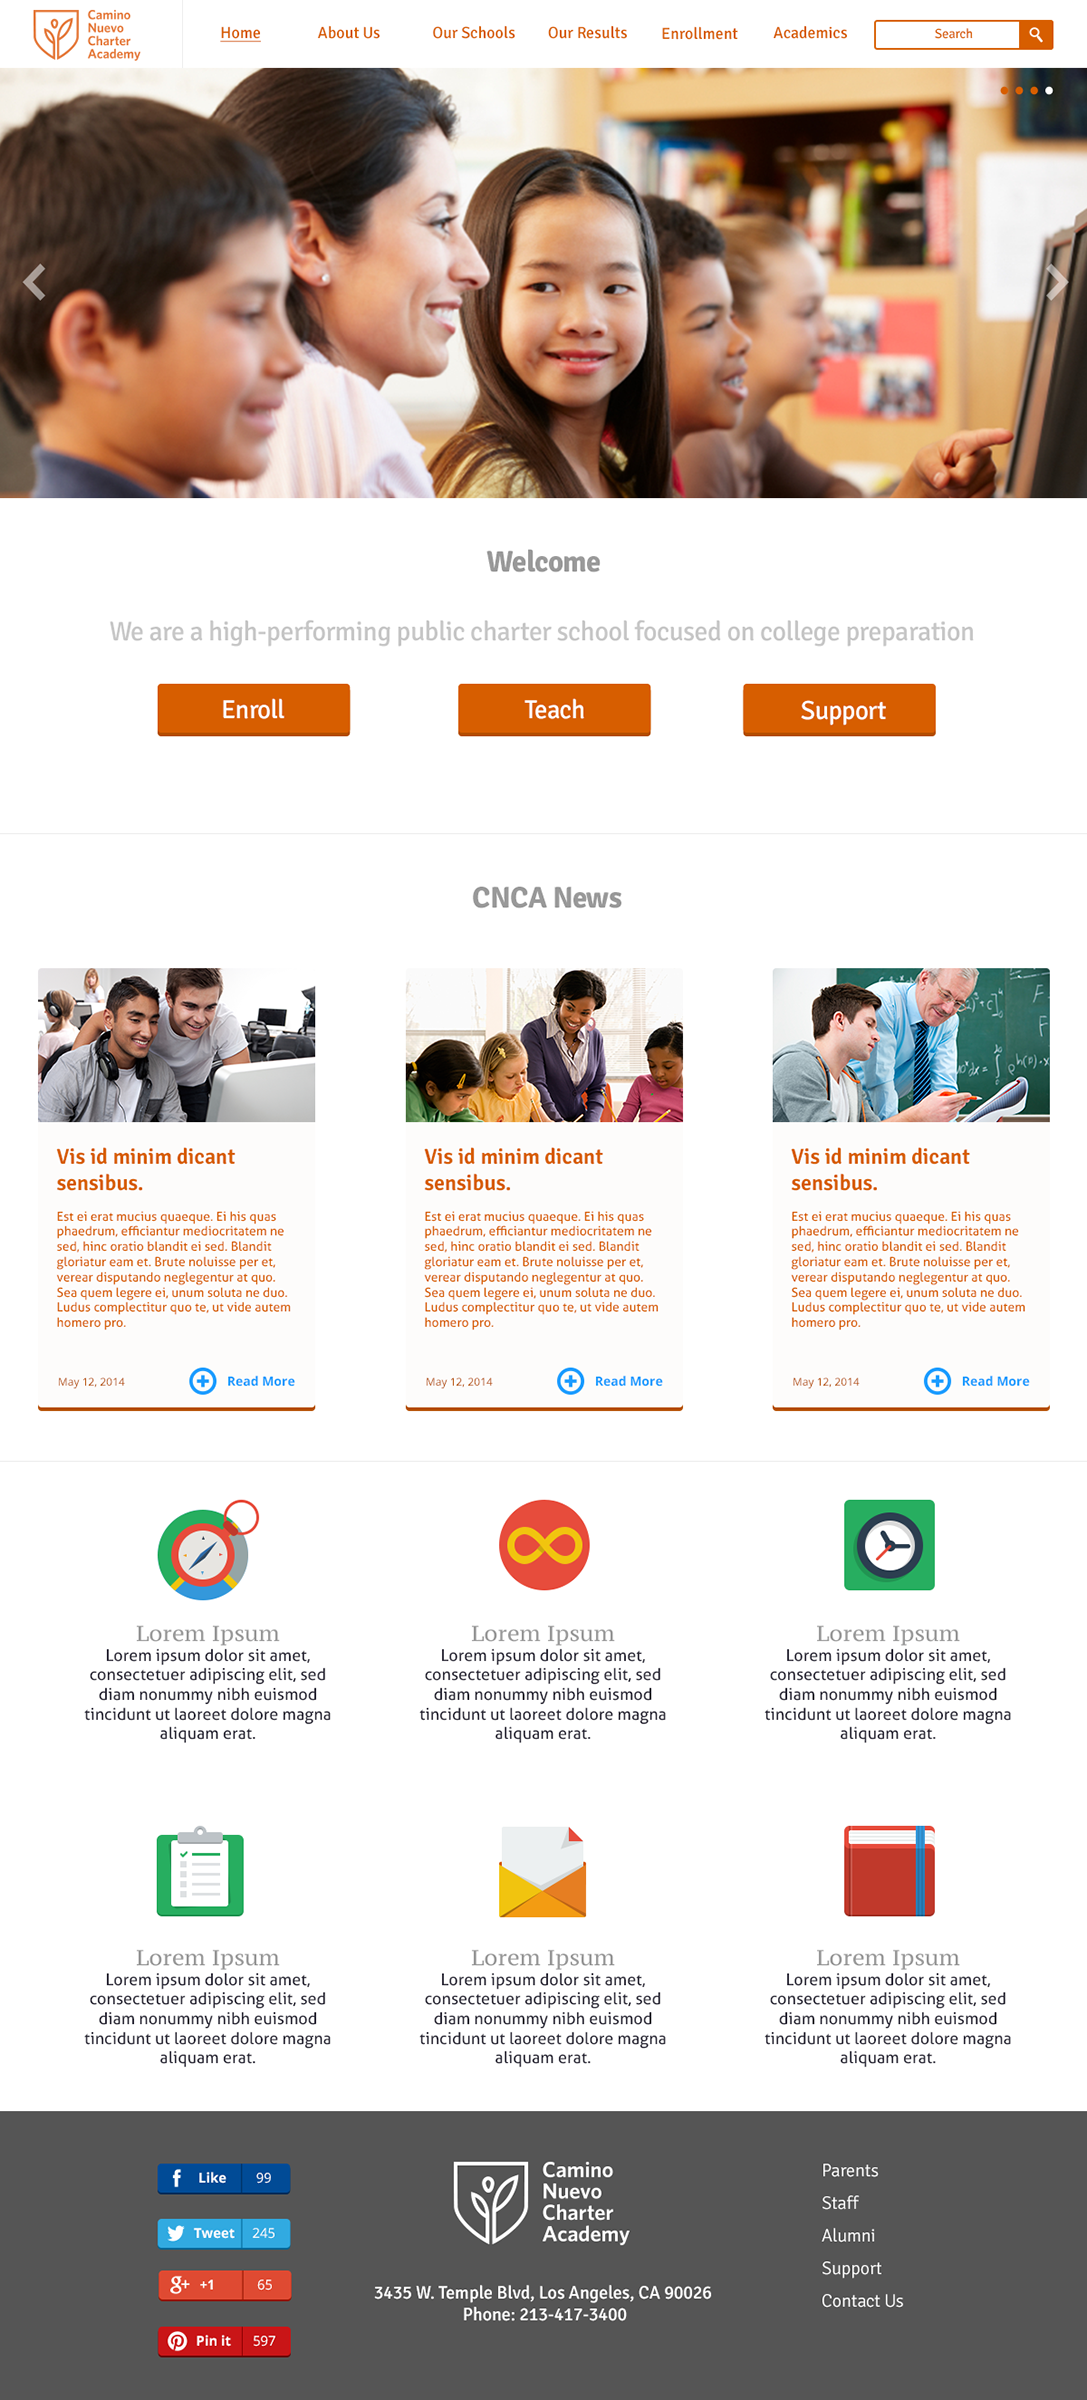 Camino
Nuevo
Charter
Academy
Home
About Us
Our Schools
Our Results
Enrollment
Academics
Search
Welcome
We are a high-performing public charter school focused on college preparation
Enroll
Teach
Support
CNCA News
Vis id minim dicant
sensibus.
Est ei erat mucius quaeque. Ei his quas
phaedrum, efficiantur mediocritatem ne
sed, hinc oratio blandit ei sed. Blandit
gloriatur eam et. Brute noluisse per et,
verear disputando neglegentur at quo.
Sea quem legere ei, unum soluta ne duo.
Ludus complectitur quo te, ut vide autem
homero pro.
May 12, 2014
Read More
Vis id minim dicant
sensibus.
Est ei erat mucius quaeque. Ei his quas
phaedrum, efficiantur mediocritatem ne
sed, hinc oratio blandit ei sed. Blandit
gloriatur eam et. Brute noluisse per et,
verear disputando neglegentur at quo.
Sea quem legere ei, unum soluta ne duo.
Ludus complectitur quo te, ut vide autem
homero pro.
May 12, 2014
Read More
Vis id minim dicant
sensibus.
Est ei erat mucius quaeque. Ei his quas
phaedrum, efficiantur mediocritatem ne
sed, hinc oratio blandit ei sed. Blandit
gloriatur eam et. Brute noluisse per et,
verear disputando neglegentur at quo.
Sea quem legere ei, unum soluta ne duo.
Ludus complectitur quo te, ut vide autem
homero pro.
May 12, 2014
Read More
Lorem Ipsum
Lorem ipsum dolor sit amet,
consectetuer adipiscing elit, sed
diam nonummy nibh euismod
tincidunt ut laoreet dolore magna
aliquam erat.
Lorem Ipsum
Lorem ipsum dolor sit amet,
consectetuer adipiscing elit, sed
diam nonummy nibh euismod
tincidunt ut laoreet dolore magna
aliquam erat.
Lorem Ipsum
Lorem ipsum dolor sit amet,
consectetuer adipiscing elit, sed
diam nonummy nibh euismod
tincidunt ut laoreet dolore magna
aliquam erat.
Lorem Ipsum
Lorem ipsum dolor sit amet,
consectetuer adipiscing elit, sed
diam nonummy nibh euismod
tincidunt ut laoreet dolore magna
aliquam erat.
Lorem Ipsum
Lorem ipsum dolor sit amet,
consectetuer adipiscing elit, sed
diam nonummy nibh euismod
tincidunt ut laoreet dolore magna
aliquam erat.
Lorem Ipsum
Lorem ipsum dolor sit amet,
consectetuer adipiscing elit, sed
diam nonummy nibh euismod
tincidunt ut laoreet dolore magna
aliquam erat.
Like 99
Tweet 245
g+ +1 65
Pin it 597
Camino
Nuevo
Charter
Academy
3435 W. Temple Blvd, Los Angeles, CA 90026
Phone: 213-417-3400
Parents
Staff
Alumni
Support
Contact Us